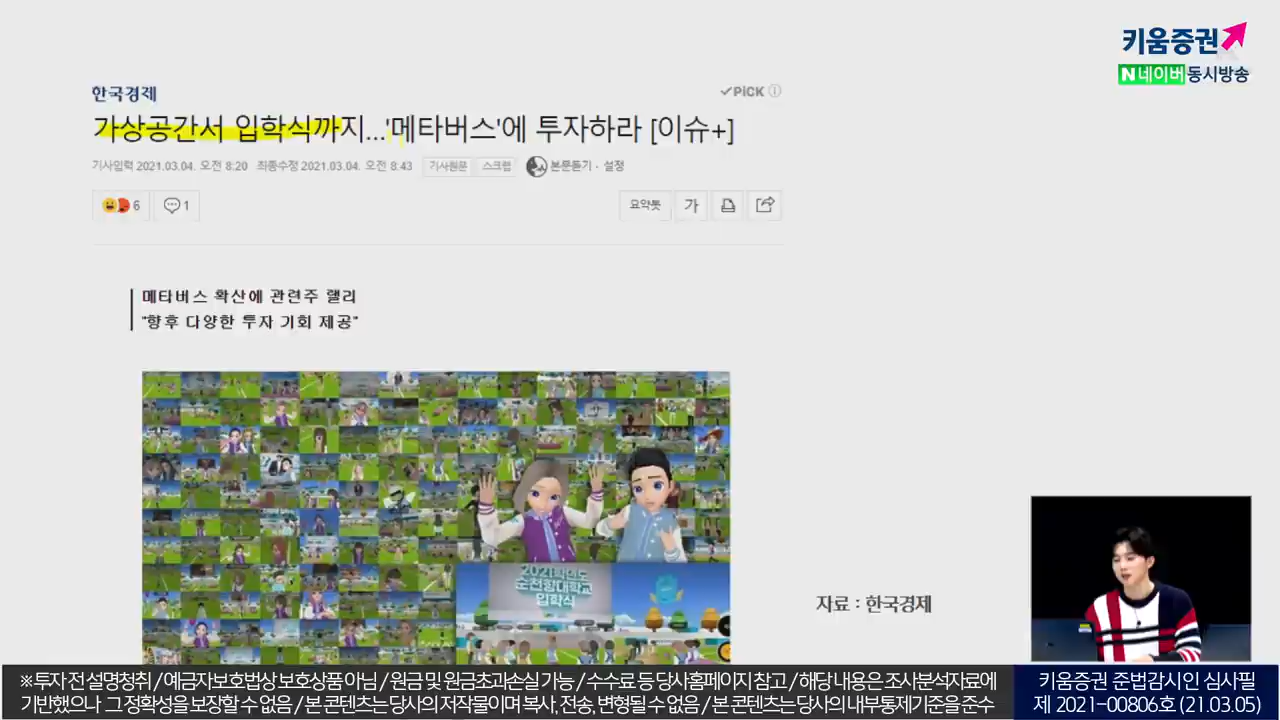 키움증권
N 네이버 동시방송
한국경제
✓PiCK ⓘ
가상공간서 입학식까지...'메타버스'에 투자하라 [이슈+]
기사입력 2021.03.04. 오전 8:20 최종수정 2021.03.04. 오전 8:43 기사원문 스크랩 본문듣기 · 설정
6 1 요약봇 가
메타버스 확산에 관련주 랠리
"향후 다양한 투자 기회 제공"
2021학년도
순천향대학교
입학식
자료 : 한국경제
※ 투자 전 설명청취 / 예금자보호법상 보호상품 아님 / 원금 및 원금초과손실 가능 / 수수료 등 당사홈페이지 참고 / 해당 내용은 조사분석자료에
기반했으나 그 정확성을 보장할 수 없음 / 본 콘텐츠는 당사의 저작물이며 복사, 전송, 변형될 수 없음 / 본 콘텐츠는 당사의 내부통제기준을 준수
키움증권 준법감시인 심사필
제 2021-00806호 (21.03.05)